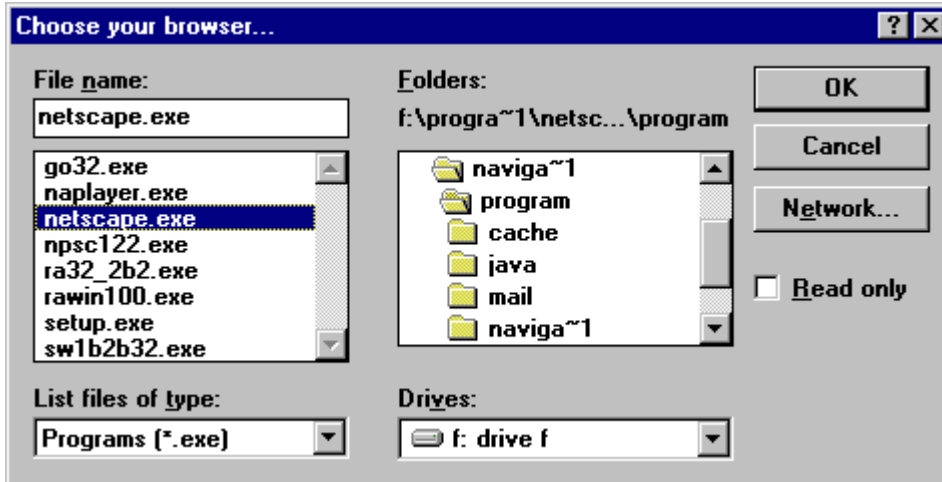 Choose your browser...
File name:
netscape.exe
go32.exe
naplayer.exe
netscape.exe
npsc122.exe
ra32_2b2.exe
rawin100.exe
setup.exe
sw1b2b32.exe
List files of type:
Programs (*.exe)
Folders:
f:\progra~1\netsc...\program
naviga~1
program
cache
java
mail
naviga~1
Drives:
f: drive f
OK
Cancel
Network...
Read only